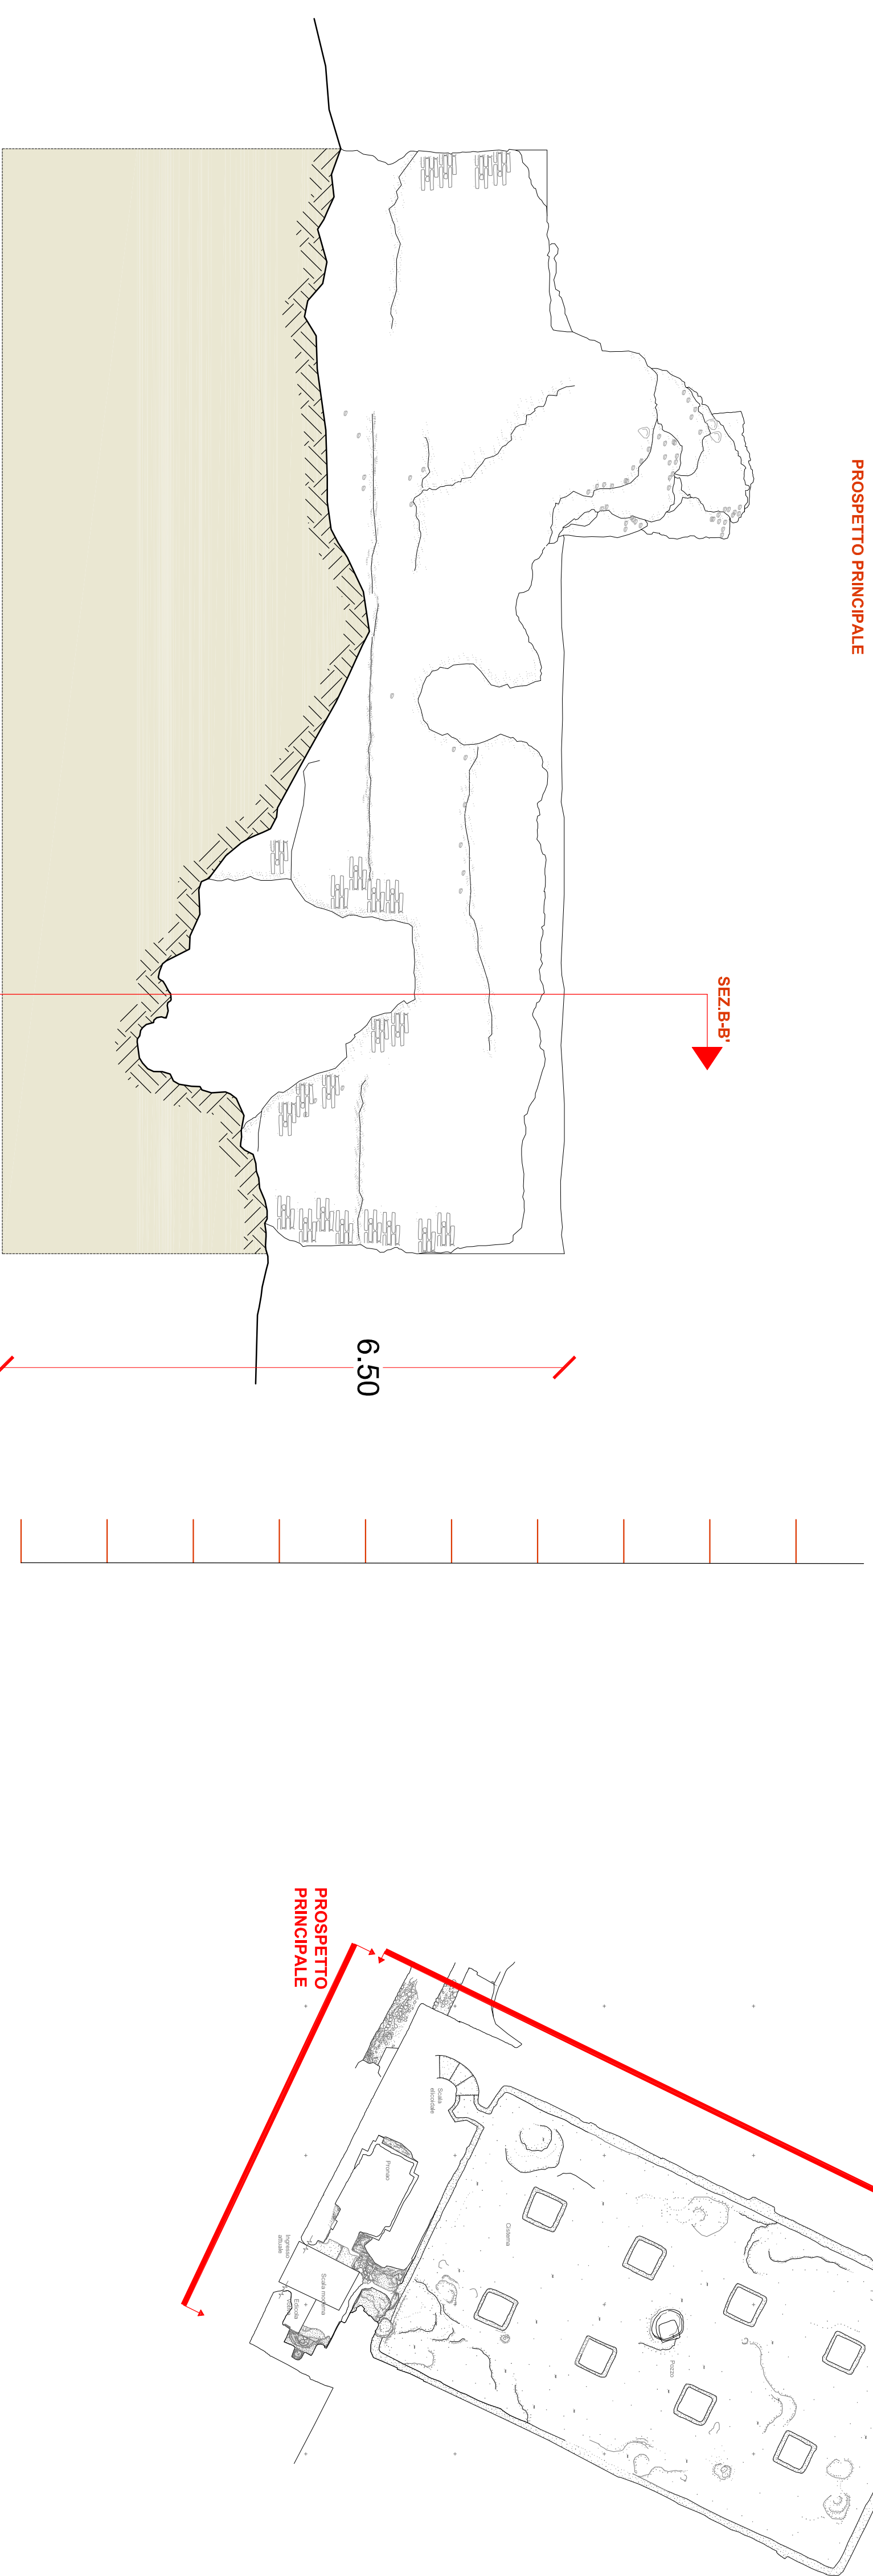 PROSPETTO PRINCIPALE
SEZ.B-B'
6.50
PROSPETTO
PRINCIPALE
Scala
elicoidale
Pronao
Cisterna
Pozzo
Ingresso
attuale
Scala moderna
Edicola